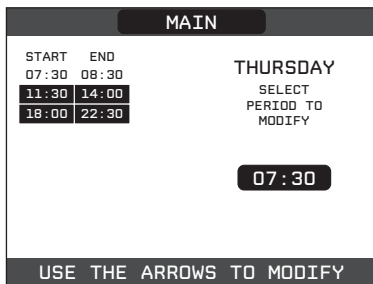 MAIN
START END
07:30 08:30
11:30 14:00
18:00 22:30
THURSDAY
SELECT
PERIOD TO
MODIFY
07:30
USE THE ARROWS TO MODIFY